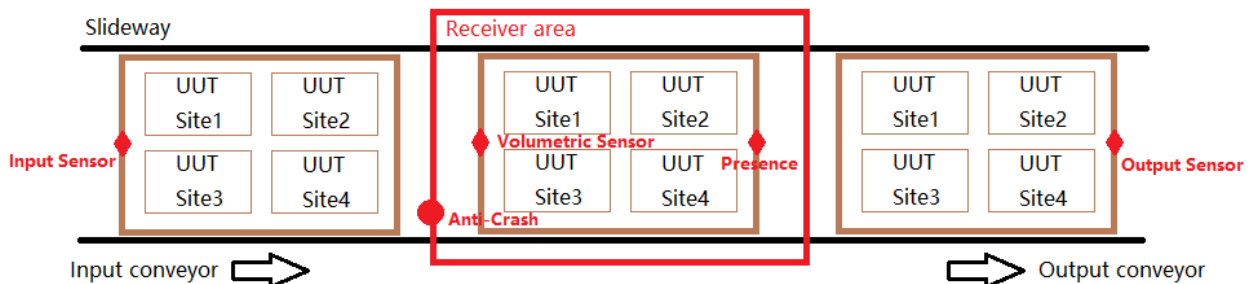 Slideway
Receiver area
UUT
Site1
UUT
Site2
UUT
Site3
UUT
Site4
Input Sensor
UUT
Site1
UUT
Site2
UUT
Site3
UUT
Site4
Volumetric Sensor
Presence
Anti-Crash
UUT
Site1
UUT
Site2
UUT
Site3
UUT
Site4
Output Sensor
Input conveyor
Output conveyor